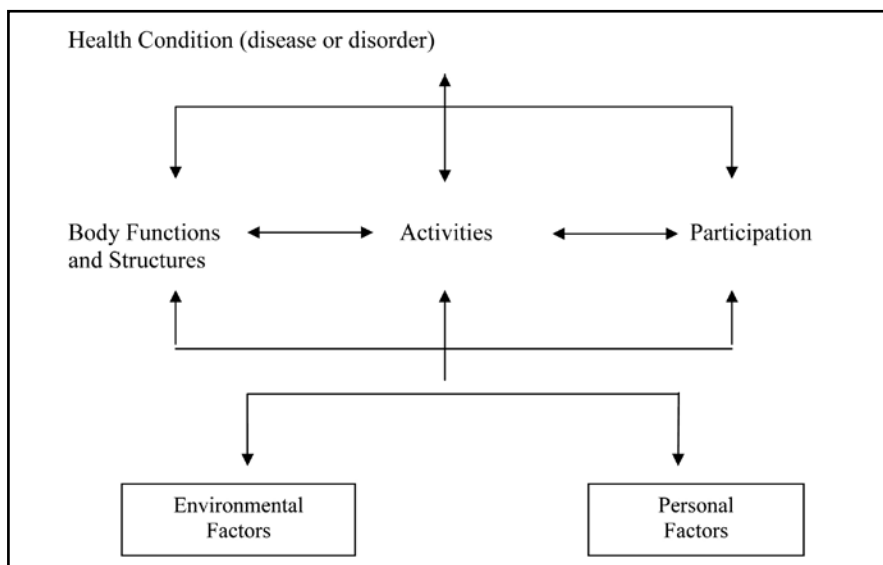 Health Condition (disease or disorder)
Body Functions
and Structures
Activities
Participation
Environmental
Factors
Personal
Factors